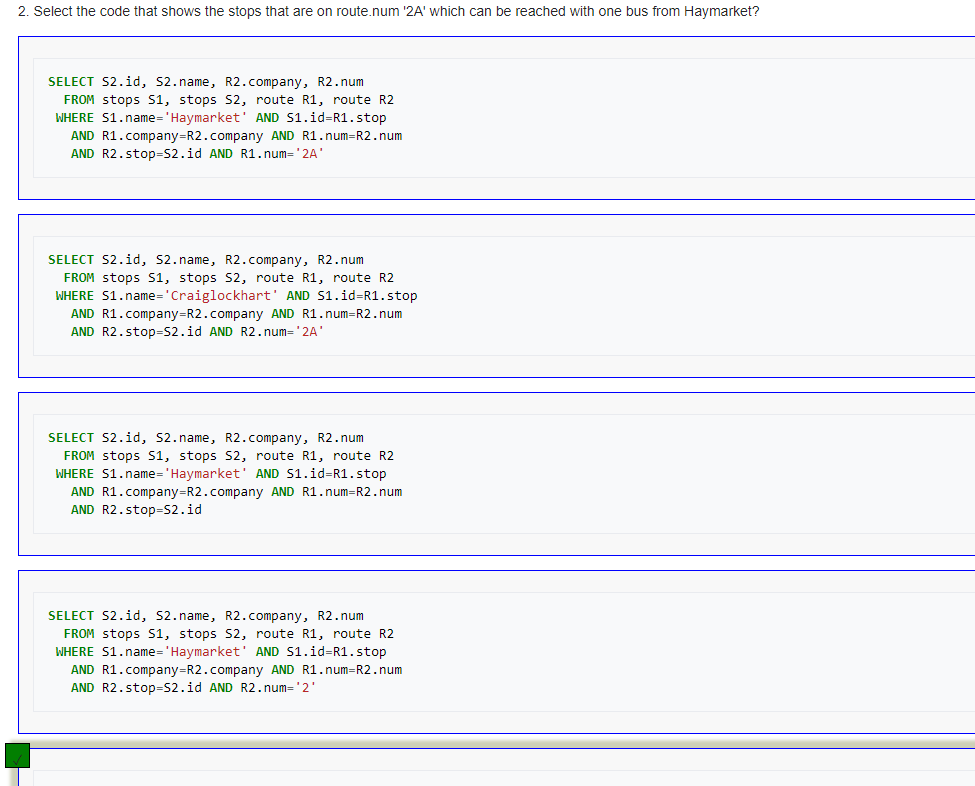 2. Select the code that shows the stops that are on route.num '2A' which can be reached with one bus from Haymarket?
SELECT S2.id, S2.name, R2.company, R2.num
FROM stops S1, stops S2, route R1, route R2
WHERE S1.name='Haymarket' AND S1.id=R1.stop
AND R1.company=R2.company AND R1.num=R2.num
AND R2.stop=S2.id AND R1.num='2A'
SELECT S2.id, S2.name, R2.company, R2.num
FROM stops S1, stops S2, route R1, route R2
WHERE S1.name='Craiglockhart' AND S1.id=R1.stop
AND R1.company=R2.company AND R1.num=R2.num
AND R2.stop=S2.id AND R2.num='2A'
SELECT S2.id, S2.name, R2.company, R2.num
FROM stops S1, stops S2, route R1, route R2
WHERE S1.name='Haymarket' AND S1.id=R1.stop
AND R1.company=R2.company AND R1.num=R2.num
AND R2.stop=S2.id
SELECT S2.id, S2.name, R2.company, R2.num
FROM stops S1, stops S2, route R1, route R2
WHERE S1.name='Haymarket' AND S1.id=R1.stop
AND R1.company=R2.company AND R1.num=R2.num
AND R2.stop=S2.id AND R2.num='2'